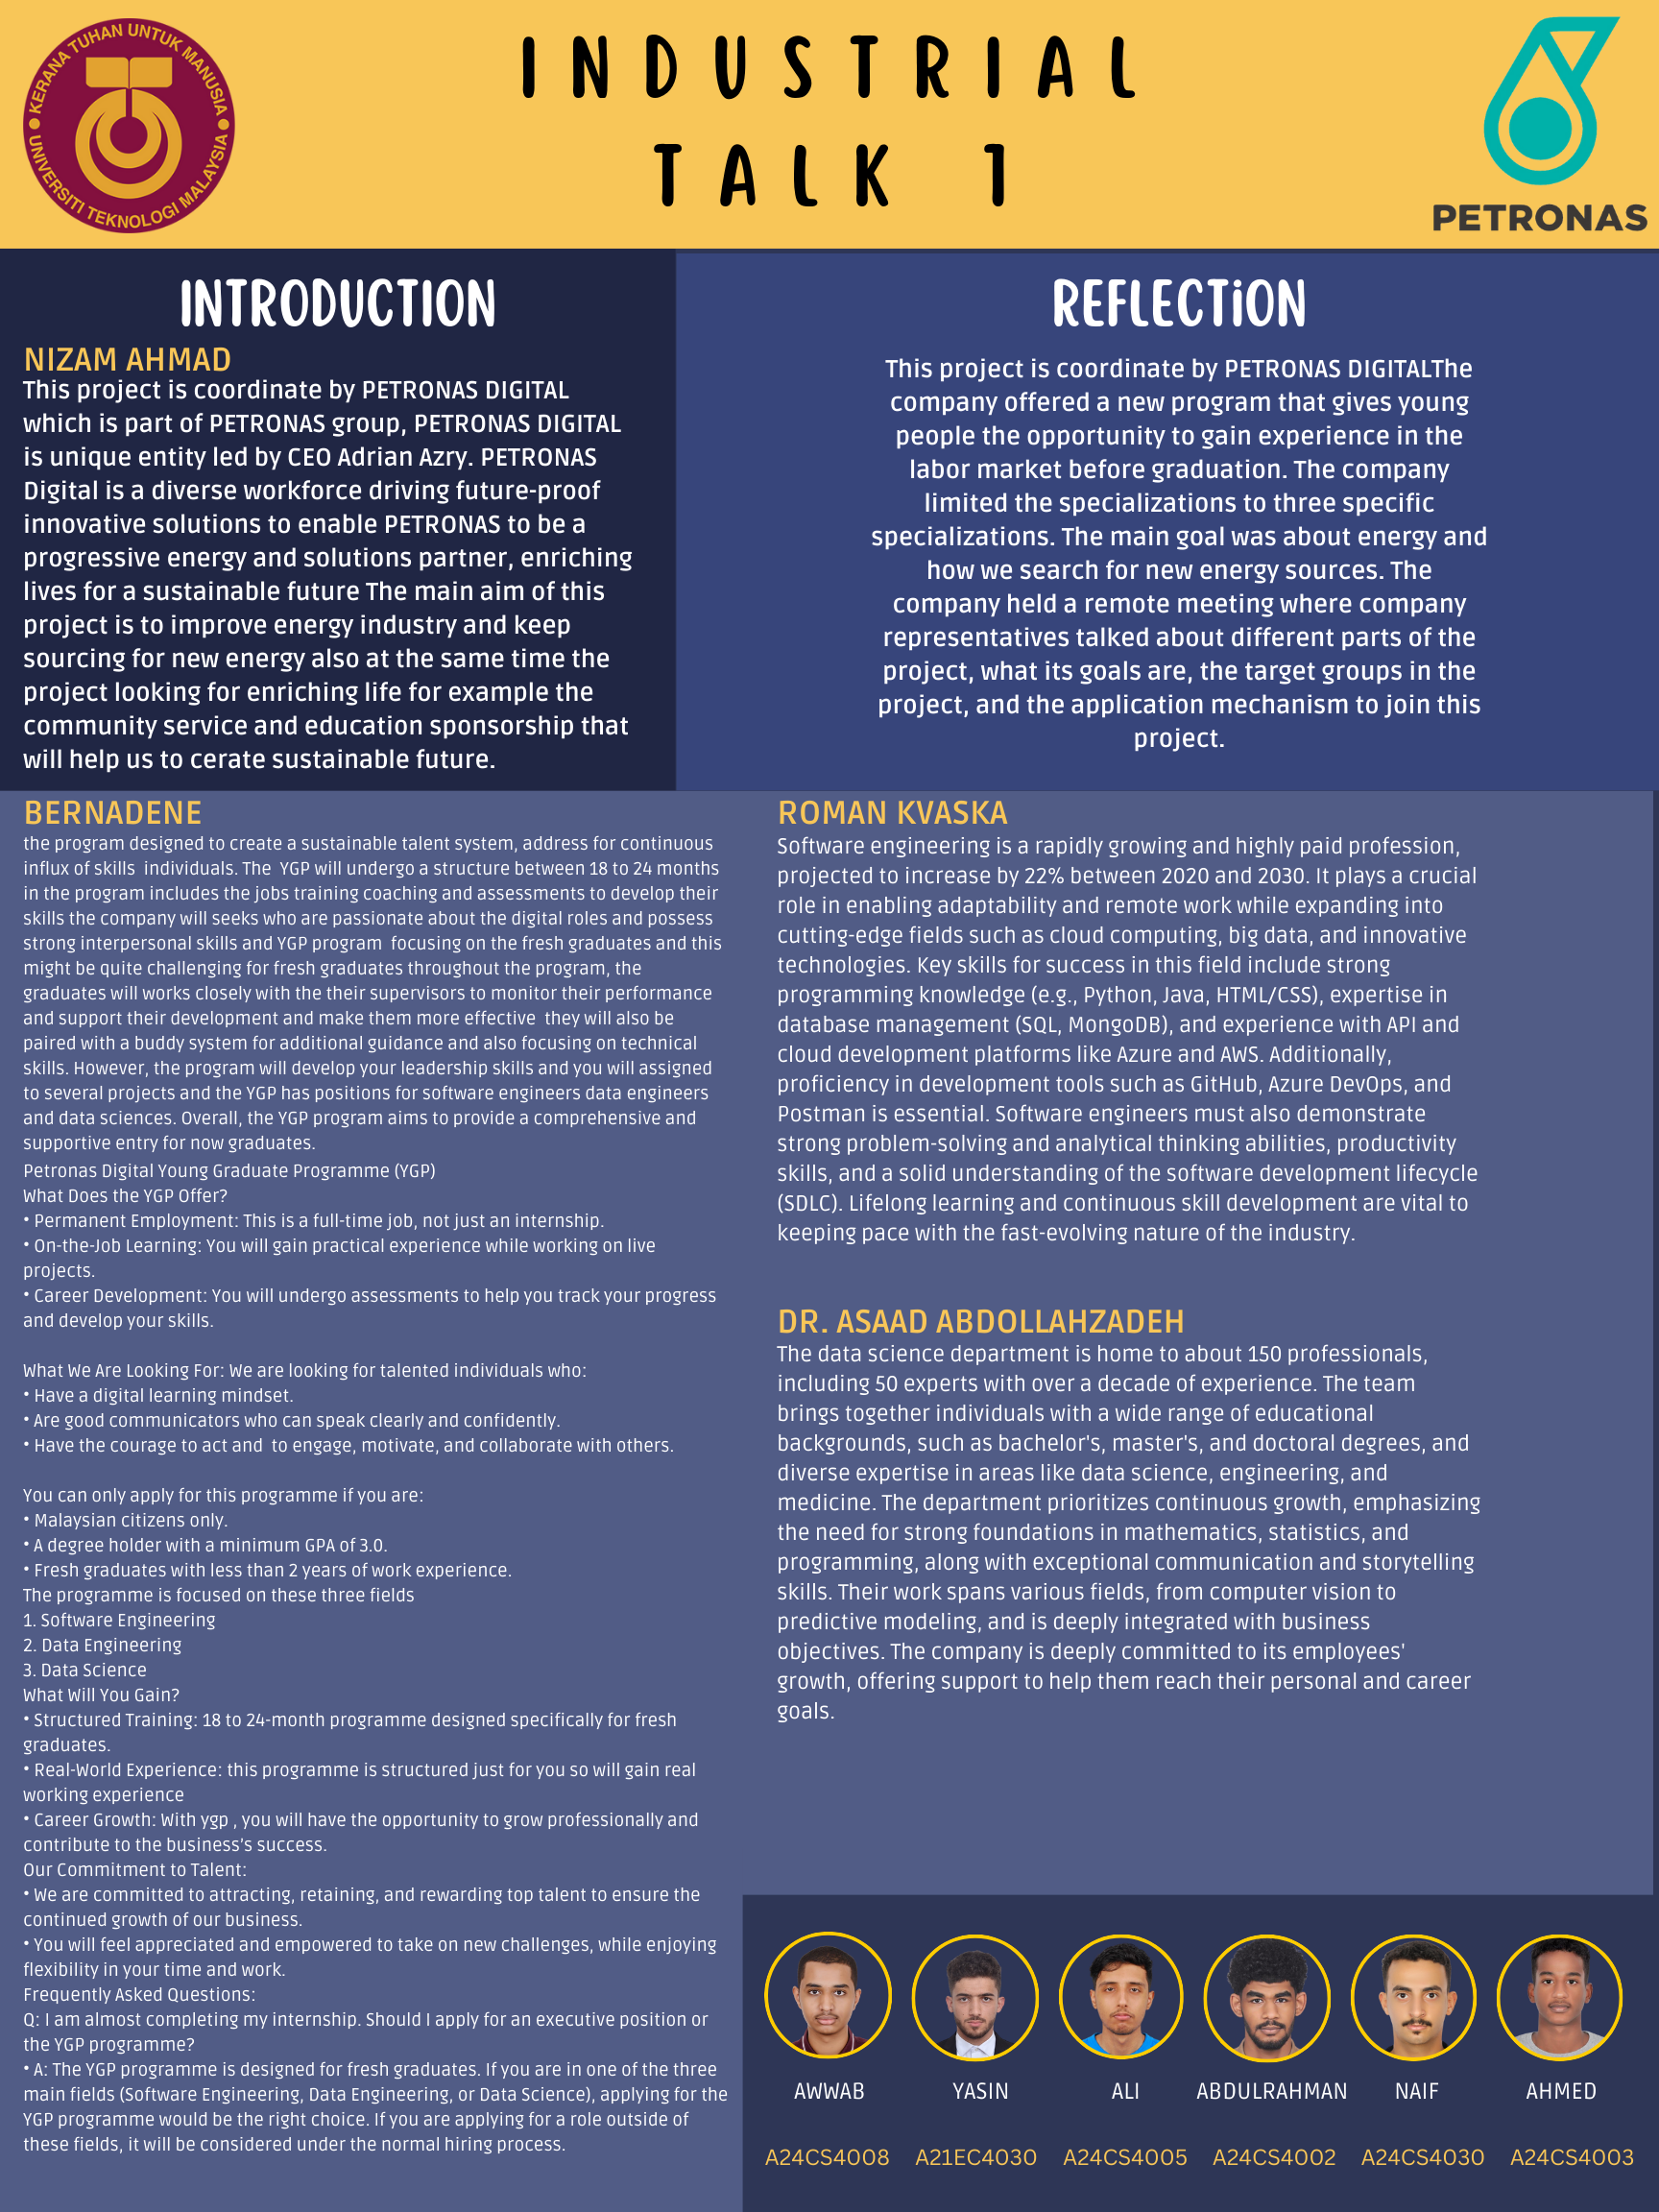 KERANA TUHAN UNTUK MANUSIA
UNIVERSITI TEKNOLOGI MALAYSIA
INDUSTRIAL
TALK 1
PETRONAS
INTRODUCTION
NIZAM AHMAD
This project is coordinate by PETRONAS DIGITAL
which is part of PETRONAS group, PETRONAS DIGITAL
is unique entity led by CEO Adrian Azry. PETRONAS
Digital is a diverse workforce driving future-proof
innovative solutions to enable PETRONAS to be a
progressive energy and solutions partner, enriching
lives for a sustainable future The main aim of this
project is to improve energy industry and keep
sourcing for new energy also at the same time the
project looking for enriching life for example the
community service and education sponsorship that
will help us to cerate sustainable future.
REFLECTiON
This project is coordinate by PETRONAS DIGITALThe
company offered a new program that gives young
people the opportunity to gain experience in the
labor market before graduation. The company
limited the specializations to three specific
specializations. The main goal was about energy and
how we search for new energy sources. The
company held a remote meeting where company
representatives talked about different parts of the
project, what its goals are, the target groups in the
project, and the application mechanism to join this
project.
BERNADENE
the program designed to create a sustainable talent system, address for continuous
influx of skills  individuals. The  YGP will undergo a structure between 18 to 24 months
in the program includes the jobs training coaching and assessments to develop their
skills the company will seeks who are passionate about the digital roles and possess
strong interpersonal skills and YGP program  focusing on the fresh graduates and this
might be quite challenging for fresh graduates throughout the program, the
graduates will works closely with the their supervisors to monitor their performance
and support their development and make them more effective  they will also be
paired with a buddy system for additional guidance and also focusing on technical
skills. However, the program will develop your leadership skills and you will assigned
to several projects and the YGP has positions for software engineers data engineers
and data sciences. Overall, the YGP program aims to provide a comprehensive and
supportive entry for now graduates.
Petronas Digital Young Graduate Programme (YGP)
What Does the YGP Offer?
• Permanent Employment: This is a full-time job, not just an internship.
• On-the-Job Learning: You will gain practical experience while working on live
projects.
• Career Development: You will undergo assessments to help you track your progress
and develop your skills.
What We Are Looking For: We are looking for talented individuals who:
• Have a digital learning mindset.
• Are good communicators who can speak clearly and confidently.
• Have the courage to act and  to engage, motivate, and collaborate with others.
You can only apply for this programme if you are:
• Malaysian citizens only.
• A degree holder with a minimum GPA of 3.0.
• Fresh graduates with less than 2 years of work experience.
The programme is focused on these three fields
1. Software Engineering
2. Data Engineering
3. Data Science
What Will You Gain?
• Structured Training: 18 to 24-month programme designed specifically for fresh
graduates.
• Real-World Experience: this programme is structured just for you so will gain real
working experience
• Career Growth: With ygp , you will have the opportunity to grow professionally and
contribute to the business’s success.
Our Commitment to Talent:
• We are committed to attracting, retaining, and rewarding top talent to ensure the
continued growth of our business.
• You will feel appreciated and empowered to take on new challenges, while enjoying
flexibility in your time and work.
Frequently Asked Questions:
Q: I am almost completing my internship. Should I apply for an executive position or
the YGP programme?
• A: The YGP programme is designed for fresh graduates. If you are in one of the three
main fields (Software Engineering, Data Engineering, or Data Science), applying for the
YGP programme would be the right choice. If you are applying for a role outside of
these fields, it will be considered under the normal hiring process.
ROMAN KVASKA
Software engineering is a rapidly growing and highly paid profession,
projected to increase by 22% between 2020 and 2030. It plays a crucial
role in enabling adaptability and remote work while expanding into
cutting-edge fields such as cloud computing, big data, and innovative
technologies. Key skills for success in this field include strong
programming knowledge (e.g., Python, Java, HTML/CSS), expertise in
database management (SQL, MongoDB), and experience with API and
cloud development platforms like Azure and AWS. Additionally,
proficiency in development tools such as GitHub, Azure DevOps, and
Postman is essential. Software engineers must also demonstrate
strong problem-solving and analytical thinking abilities, productivity
skills, and a solid understanding of the software development lifecycle
(SDLC). Lifelong learning and continuous skill development are vital to
keeping pace with the fast-evolving nature of the industry.
DR. ASAAD ABDOLLAHZADEH
The data science department is home to about 150 professionals,
including 50 experts with over a decade of experience. The team
brings together individuals with a wide range of educational
backgrounds, such as bachelor's, master's, and doctoral degrees, and
diverse expertise in areas like data science, engineering, and
medicine. The department prioritizes continuous growth, emphasizing
the need for strong foundations in mathematics, statistics, and
programming, along with exceptional communication and storytelling
skills. Their work spans various fields, from computer vision to
predictive modeling, and is deeply integrated with business
objectives. The company is deeply committed to its employees'
growth, offering support to help them reach their personal and career
goals.
AWWAB YASIN ALI ABDULRAHMAN NAIF AHMED
A24CS4008 A21EC4030 A24CS4005 A24CS4002 A24CS4030 A24CS4003